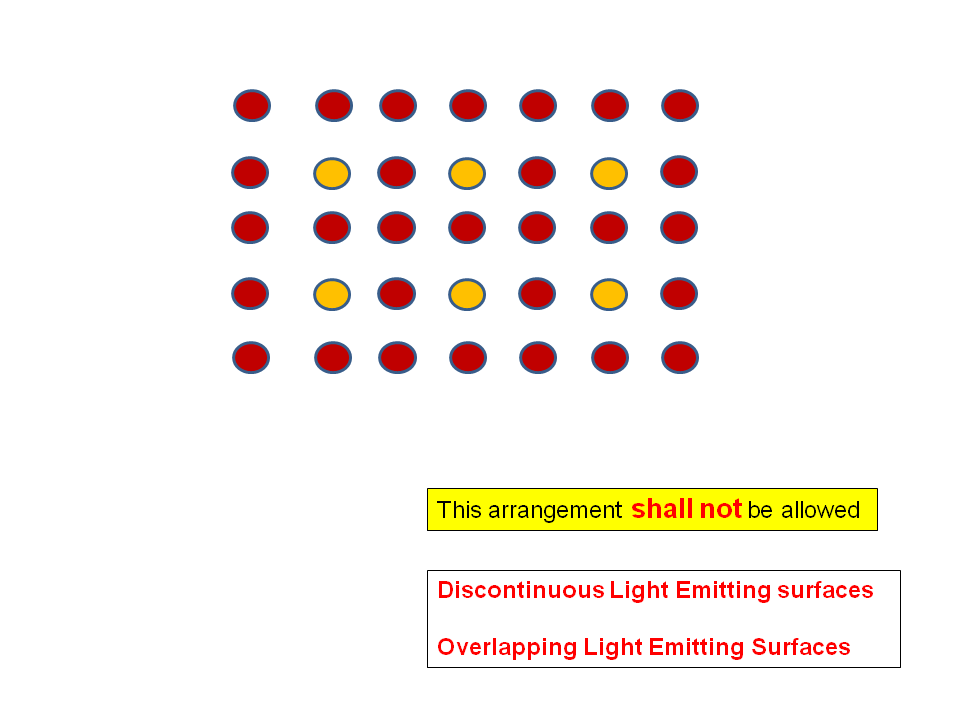 This arrangement shall not be allowed
Discontinuous Light Emitting surfaces
Overlapping Light Emitting Surfaces